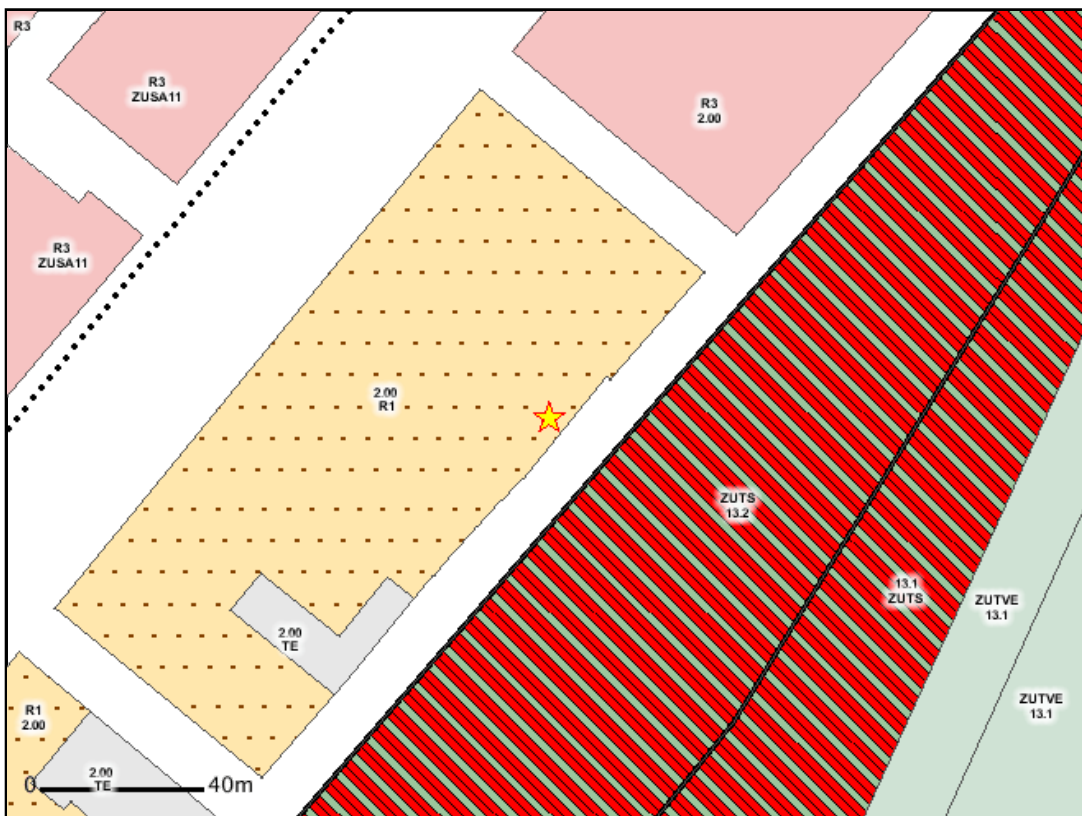 R3
R3
ZUSA11
R3
2.00
R3
ZUSA11
2.00
R1
ZUTS
13.2
13.1
ZUTS
ZUTVE
13.1
2.00
TE
ZUTVE
13.1
R1
2.00
2.00
TE
0 40m